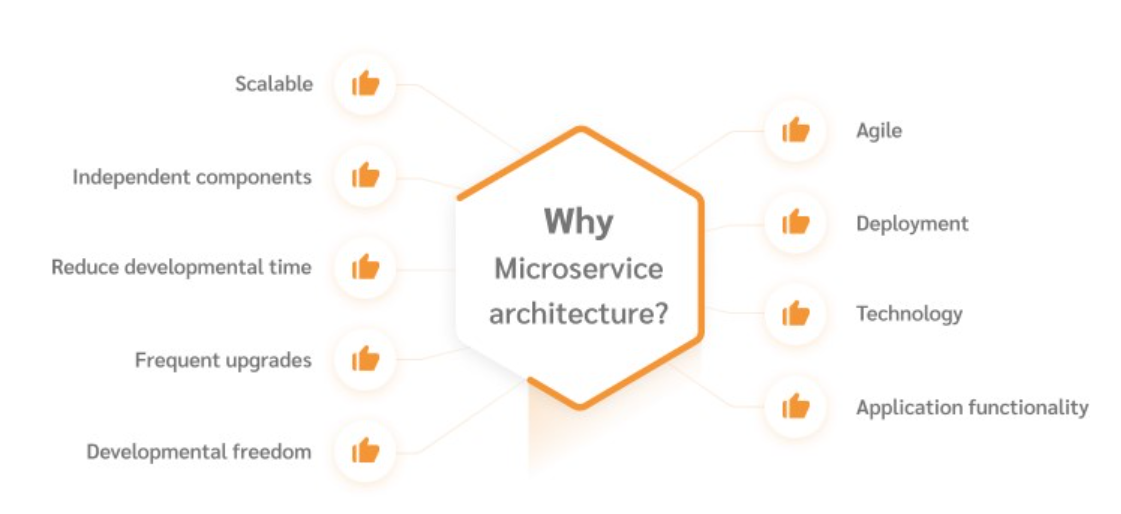 Scalable
Independent components
Reduce developmental time
Frequent upgrades
Developmental freedom
Why
Microservice
architecture?
Agile
Deployment
Technology
Application functionality